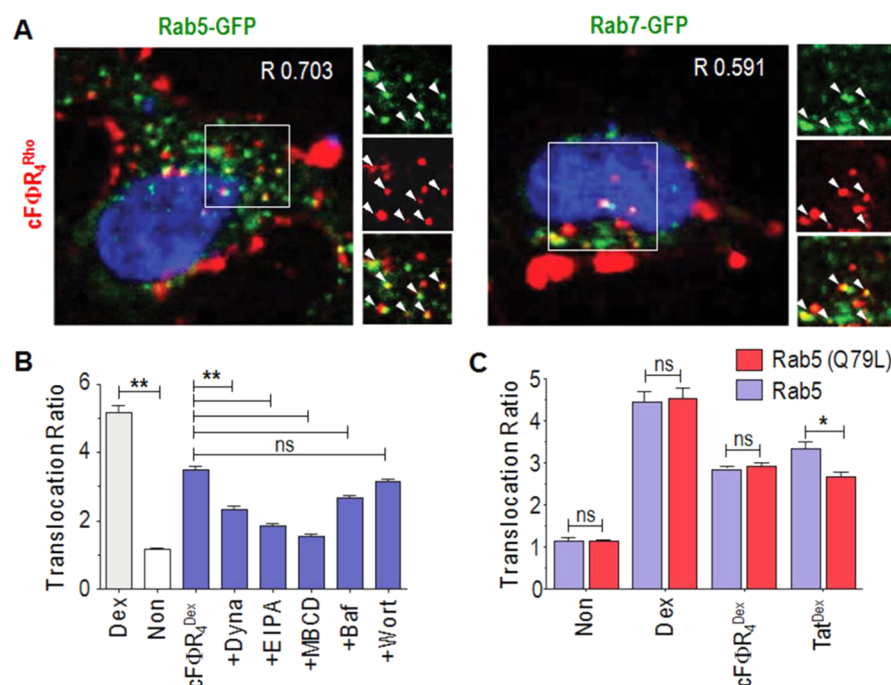 A
Rab5-GFP
Rab7-GFP
cFΦR4Rho
R 0.703
R 0.591
B
Translocation Ratio
6
4
2
0
**
**
ns
Dex
Non
cFΦR4Dex
+Dyna
+EIPA
+MBCD
+Baf
+Wort
C
Rab5 (Q79L)
Rab5
Translocation Ratio
5
4
3
2
1
0
ns
ns
ns
*
Non
Dex
cFΦR4Dex
TatDex